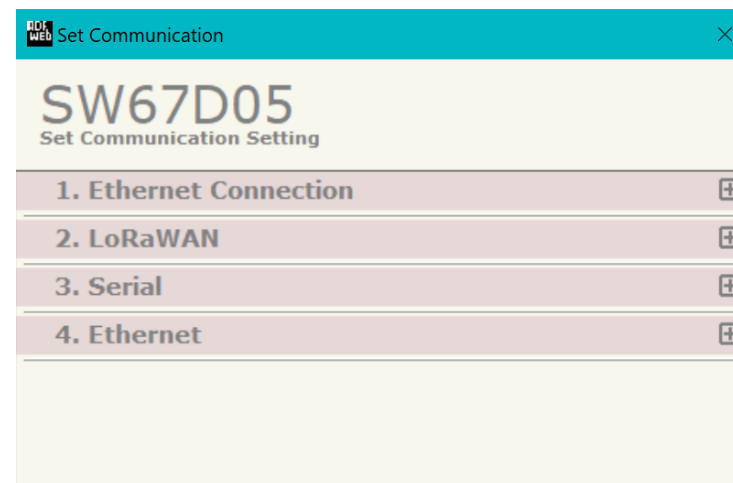 ADF
WEB
Set Communication
SW67D05
Set Communication Setting
1. Ethernet Connection
2. LoRaWAN
3. Serial
4. Ethernet